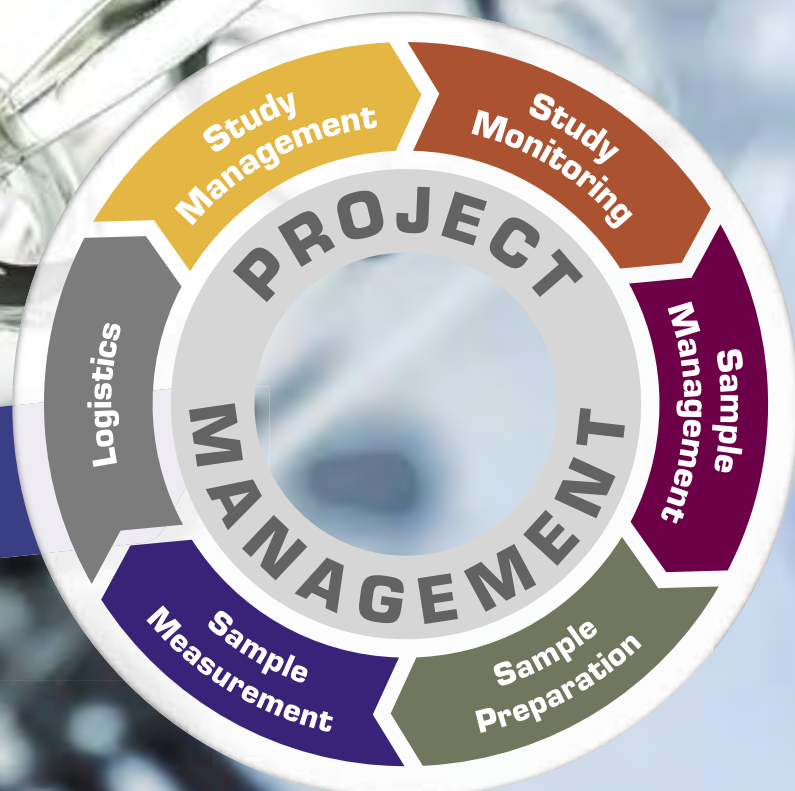 PROJECT
MANAGEMENT
Study
Management
Study
Monitoring
Sample
Management
Sample
Preparation
Sample
Measurement
Logistics